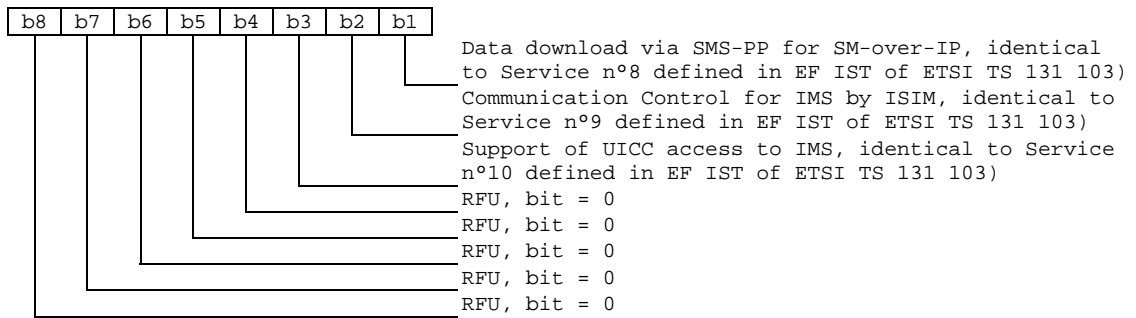 b8 b7 b6 b5 b4 b3 b2 b1
Data download via SMS-PP for SM-over-IP, identical
to Service n°8 defined in EF IST of ETSI TS 131 103)
Communication Control for IMS by ISIM, identical to
Service n°9 defined in EF IST of ETSI TS 131 103)
Support of UICC access to IMS, identical to Service
n°10 defined in EF IST of ETSI TS 131 103)
RFU, bit = 0
RFU, bit = 0
RFU, bit = 0
RFU, bit = 0
RFU, bit = 0